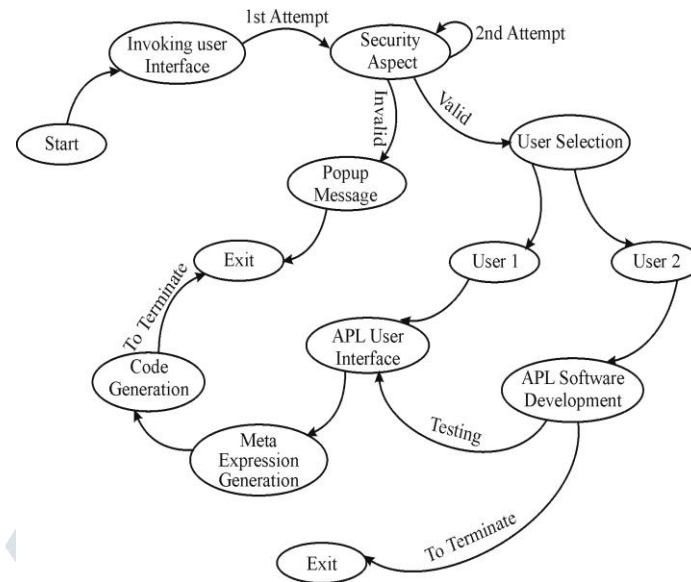 1st Attempt
Invoking user
Interface
Security
Aspect
2nd Attempt
Start
Invalid
Valid
User Selection
Popup
Message
Exit
User 1
User 2
To Terminate
APL User
Interface
Code
Generation
APL Software
Development
Testing
Meta
Expression
Generation
To Terminate
Exit